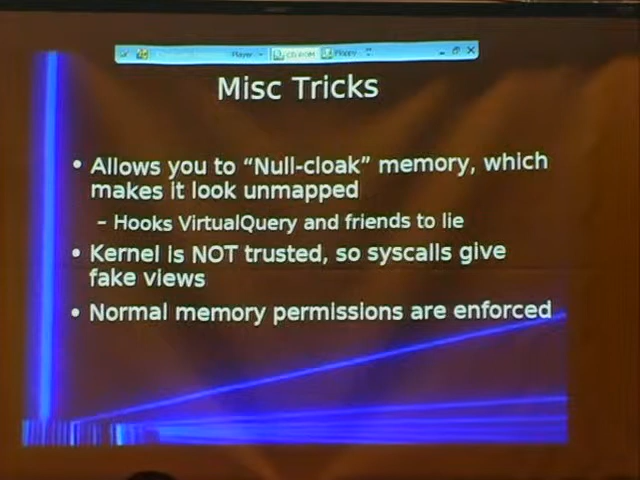 Player CD-ROM Floppy
Misc Tricks
• Allows you to “Null-cloak” memory, which
makes it look unmapped
– Hooks VirtualQuery and friends to lie
• Kernel is NOT trusted, so syscalls give
fake views
• Normal memory permissions are enforced